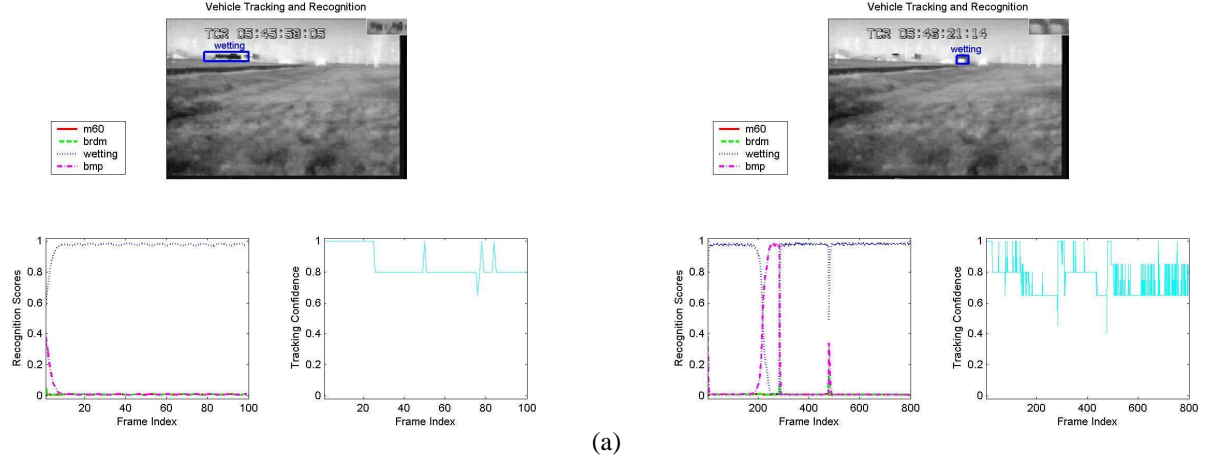 Vehicle Tracking and Recognition
TCR 05:45:58:05
wetting
m60
brdm
wetting
bmp
Recognition Scores
1
0.8
0.6
0.4
0.2
0
20 40 60 80 100
Frame Index
Tracking Confidence
1
0.8
0.6
0.4
0.2
0
20 40 60 80 100
Frame Index
Vehicle Tracking and Recognition
TCR 05:46:21:14
wetting
m60
brdm
wetting
bmp
Recognition Scores
1
0.8
0.6
0.4
0.2
0
200 400 600 800
Frame Index
Tracking Confidence
1
0.8
0.6
0.4
0.2
0
200 400 600 800
Frame Index
(a)